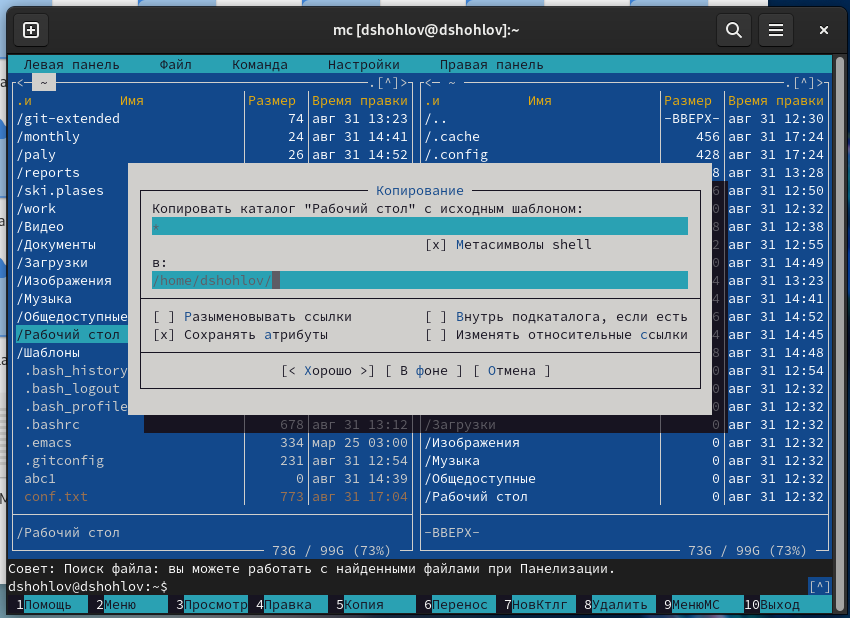 mc [dshohlov@dshohlov]:~
Левая панель Файл Команда Настройки Правая панель
<— ~ .[^]> <— ~ .[^]>
.и Имя Размер Время правки .и Имя Размер Время правки
/git-extended 74 авг 31 13:23 /.. -ВВЕРХ- авг 31 12:30
/monthly 24 авг 31 14:41 /.cache 456 авг 31 17:24
/paly 26 авг 31 14:52 /.config 428 авг 31 17:24
/reports 8 авг 31 13:28
/ski.plases 6 авг 31 12:50
/work 0 авг 31 12:32
/Видео 8 авг 31 12:38
/Документы 2 авг 31 12:55
/Загрузки 0 авг 31 14:49
/Изображения 4 авг 31 13:23
/Музыка 4 авг 31 14:41
/Общедоступные 6 авг 31 14:52
/Рабочий стол 4 авг 31 14:45
/Шаблоны 8 авг 31 14:48
.bash_history 0 авг 31 12:54
.bash_logout 0 авг 31 12:32
.bash_profile 0 авг 31 12:32
.bashrc 678 авг 31 13:12 /Загрузки 0 авг 31 12:32
.emacs 334 мар 25 03:00 /Изображения 0 авг 31 12:32
.gitconfig 231 авг 31 12:54 /Музыка 0 авг 31 12:32
abc1 0 авг 31 14:39 /Общедоступные 0 авг 31 12:32
conf.txt 773 авг 31 17:04 /Рабочий стол 0 авг 31 12:32
/Рабочий стол -ВВЕРХ-
73G / 99G (73%) 73G / 99G (73%)
Копирование
Копировать каталог "Рабочий стол" с исходным шаблоном:
*
[x] Метасимволы shell
в:
/home/dshohlov/
[ ] Разыменовывать ссылки [ ] Внутрь подкаталога, если есть
[x] Сохранять атрибуты [ ] Изменять относительные ссылки
[< Хорошо >] [ В фоне ] [ Отмена ]
Совет: Поиск файла: вы можете работать с найденными файлами при Панелизации.
dshohlov@dshohlov:~$ [^]
1Помощь 2Меню 3Просмотр 4Правка 5Копия 6Перенос 7НовКтлг 8Удалить 9МенюМС 10Выход